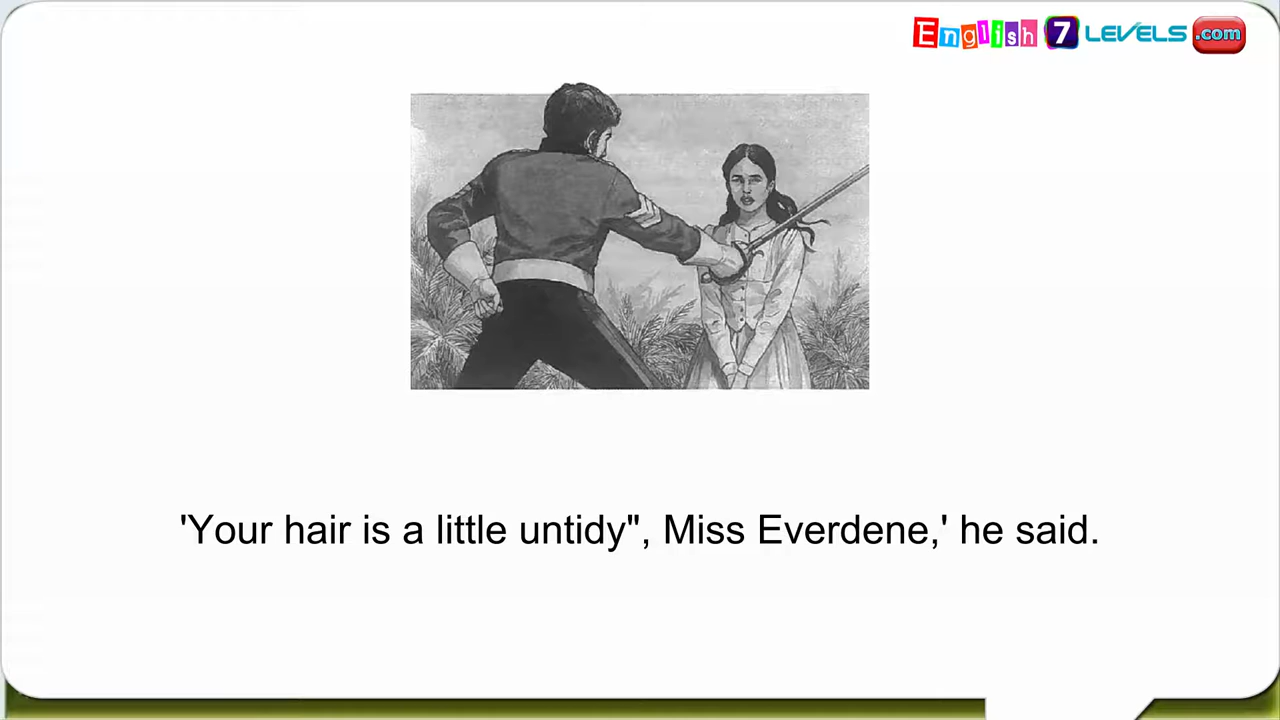 English 7 LEVELS .com
'Your hair is a little untidy", Miss Everdene,' he said.